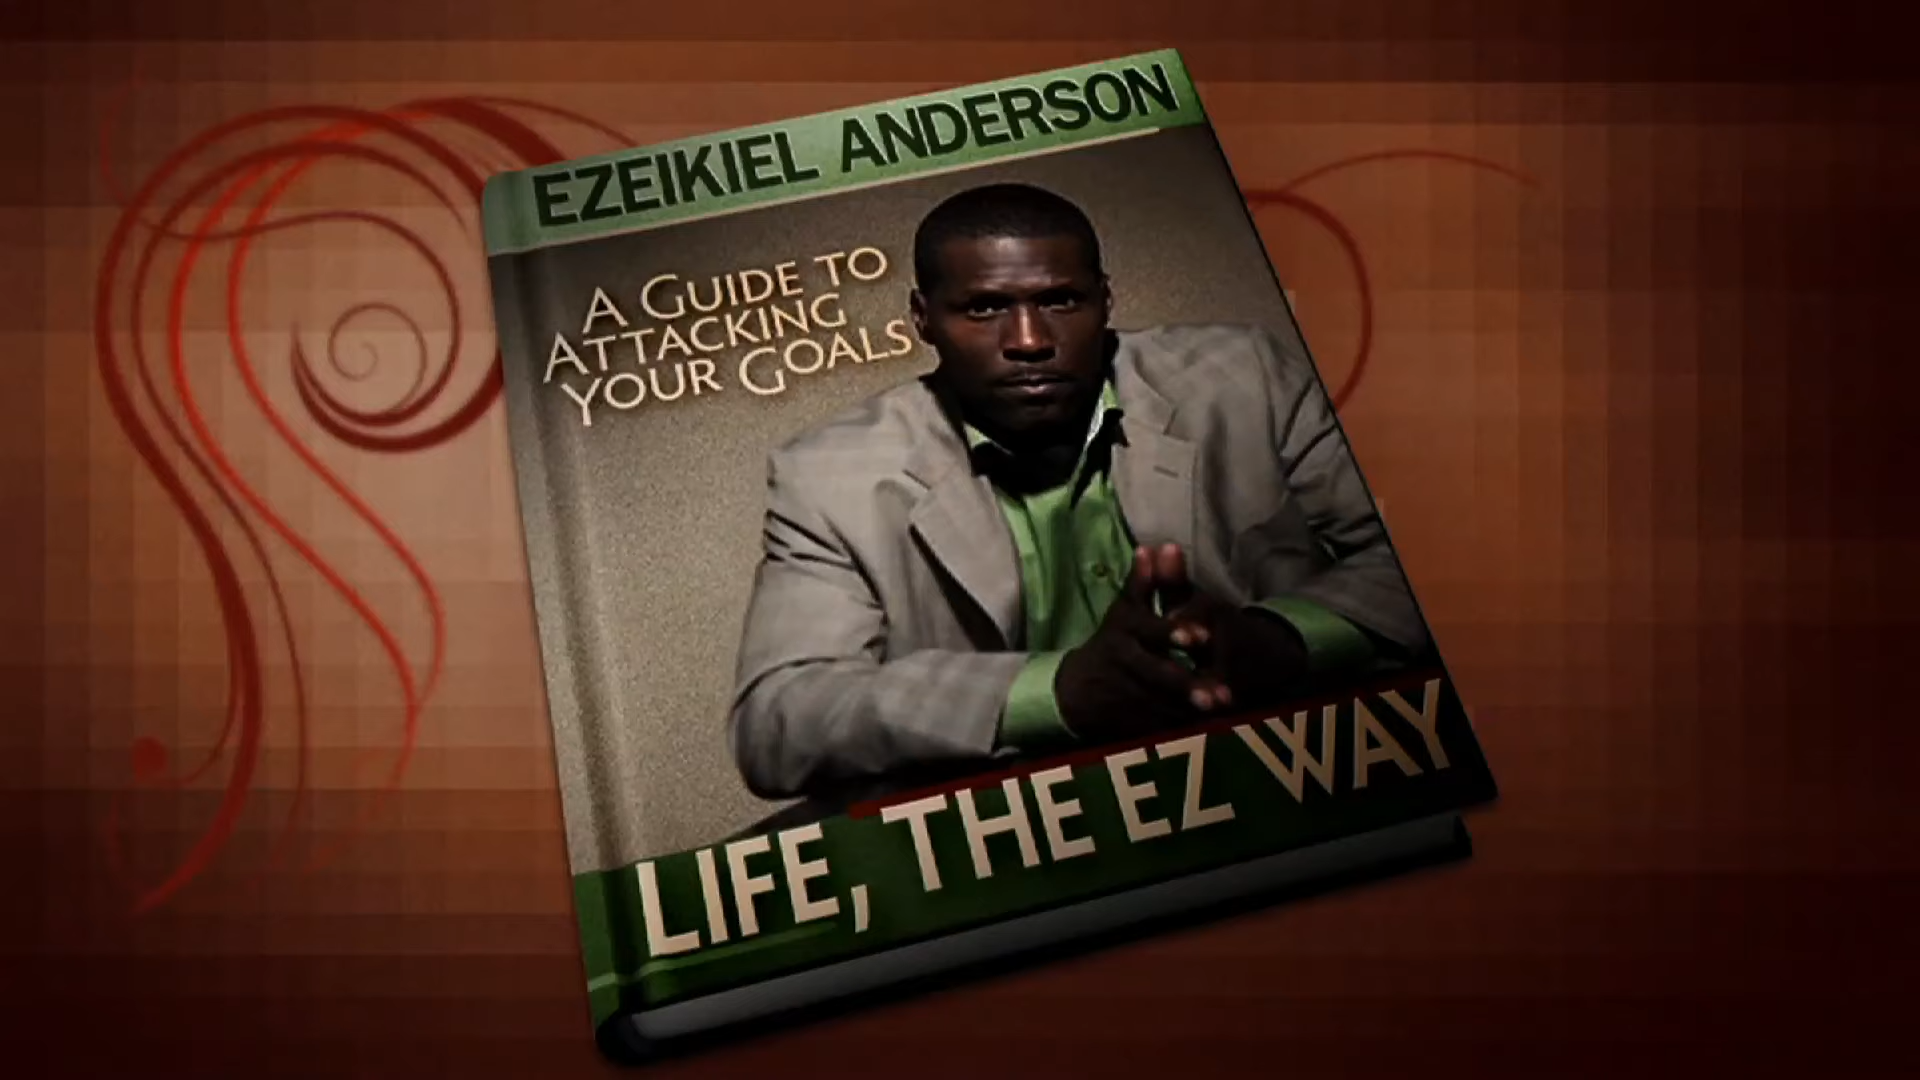 EZEIKIEL ANDERSON
A GUIDE TO
ATTACKING
YOUR GOALS
LIFE, THE EZ WAY